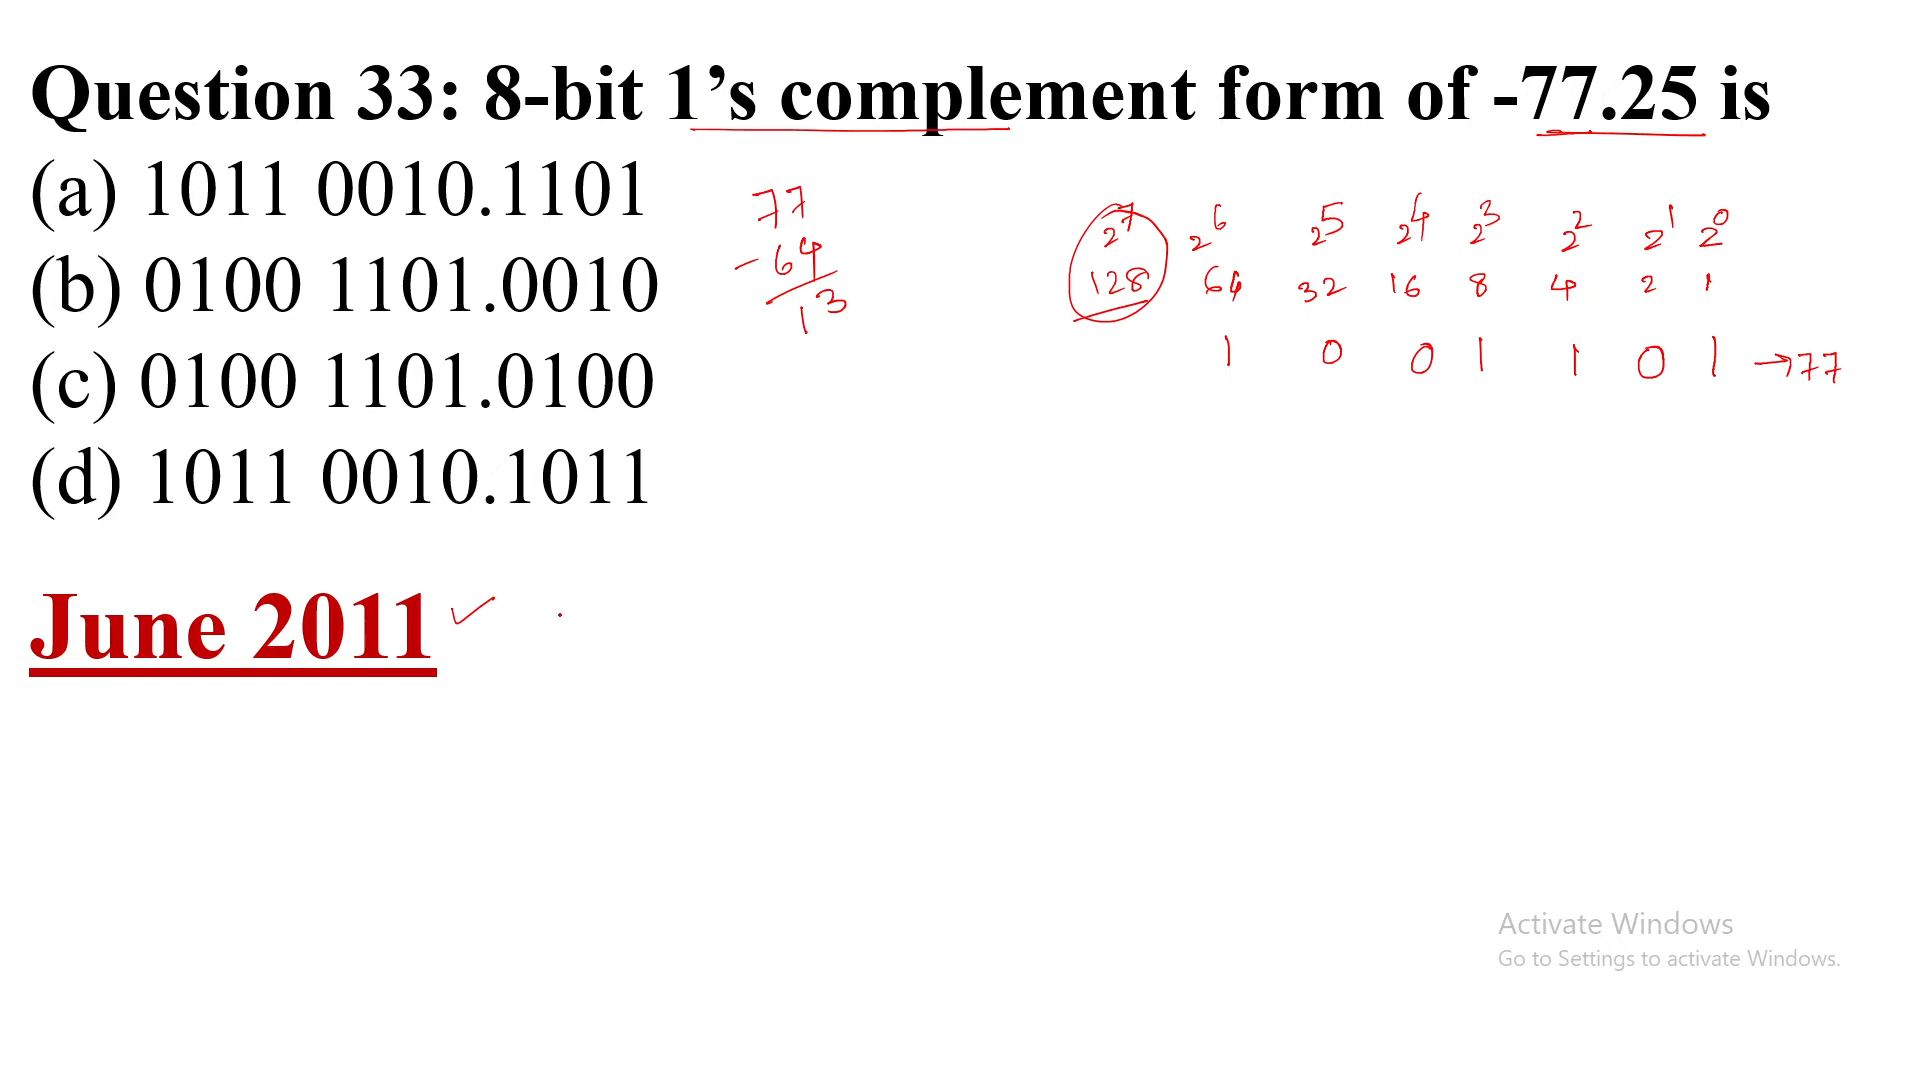 Question 33: 8-bit 1’s complement form of -77.25 is
(a) 1011 0010.1101
(b) 0100 1101.0010
(c) 0100 1101.0100
(d) 1011 0010.1011
77
- 64
13
2^7 2^6 2^5 2^4 2^3 2^2 2^1 2^0
128 64 32 16 8 4 2 1
1 0 0 1 1 0 1 → 77
June 2011 ✓
Activate Windows
Go to Settings to activate Windows.